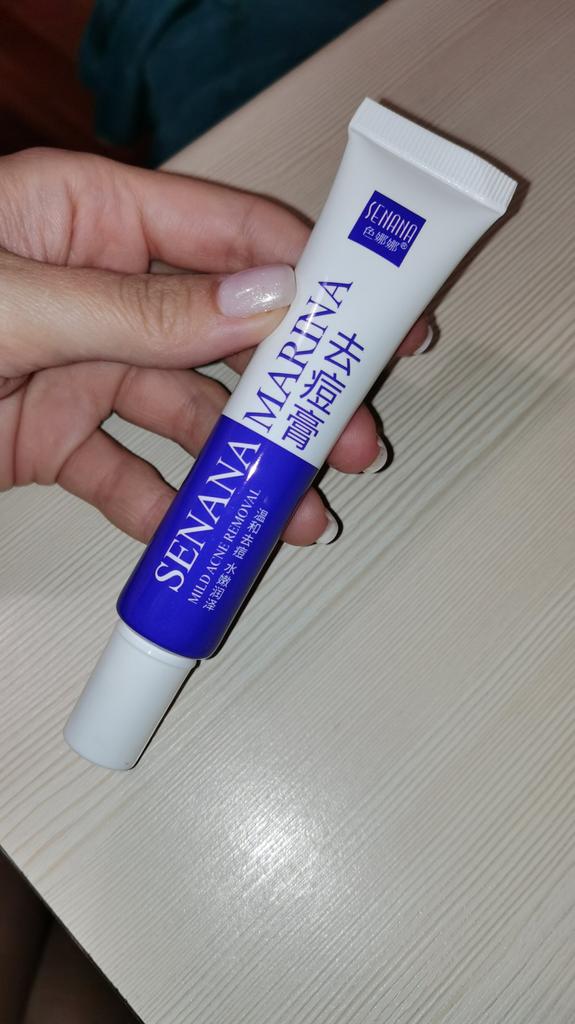 SENANA
色娜娜®
SENANA MARINA
去痘膏
MILD ACNE REMOVAL
温和去痘 水嫩润泽